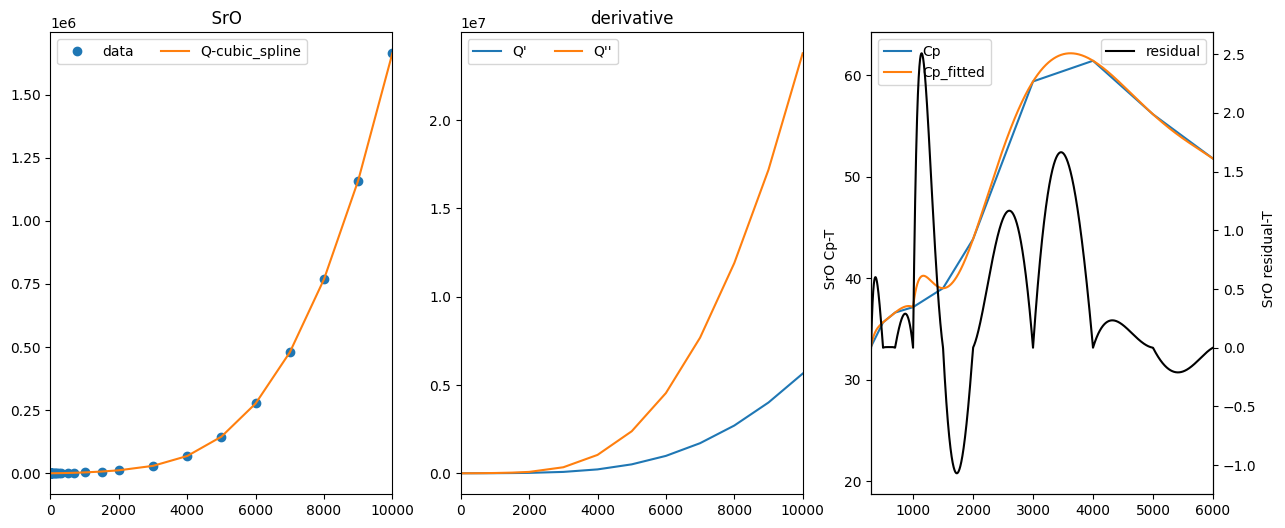 SrO
1e6
data
Q-cubic_spline
1.50
1.25
1.00
0.75
0.50
0.25
0.00
0 2000 4000 6000 8000 10000
derivative
1e7
Q' Q''
2.0
1.5
1.0
0.5
0.0
0 2000 4000 6000 8000 10000
Cp
Cp_fitted
residual
SrO Cp-T
60
50
40
30
20
1000 2000 3000 4000 5000 6000
2.5
2.0
1.5
1.0
0.5
0.0
−0.5
−1.0
SrO residual-T